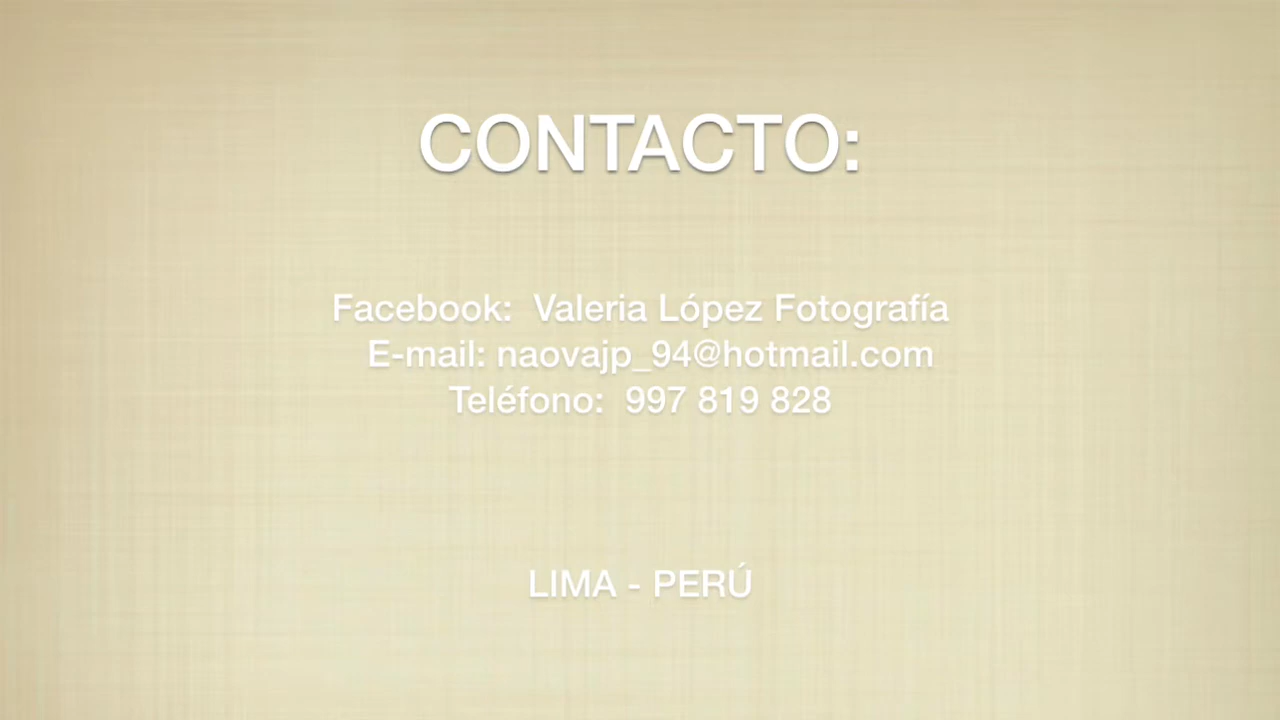 CONTACTO:
Facebook:  Valeria López Fotografía
E-mail: naovajp_94@hotmail.com
Teléfono:  997 819 828
LIMA - PERÚ